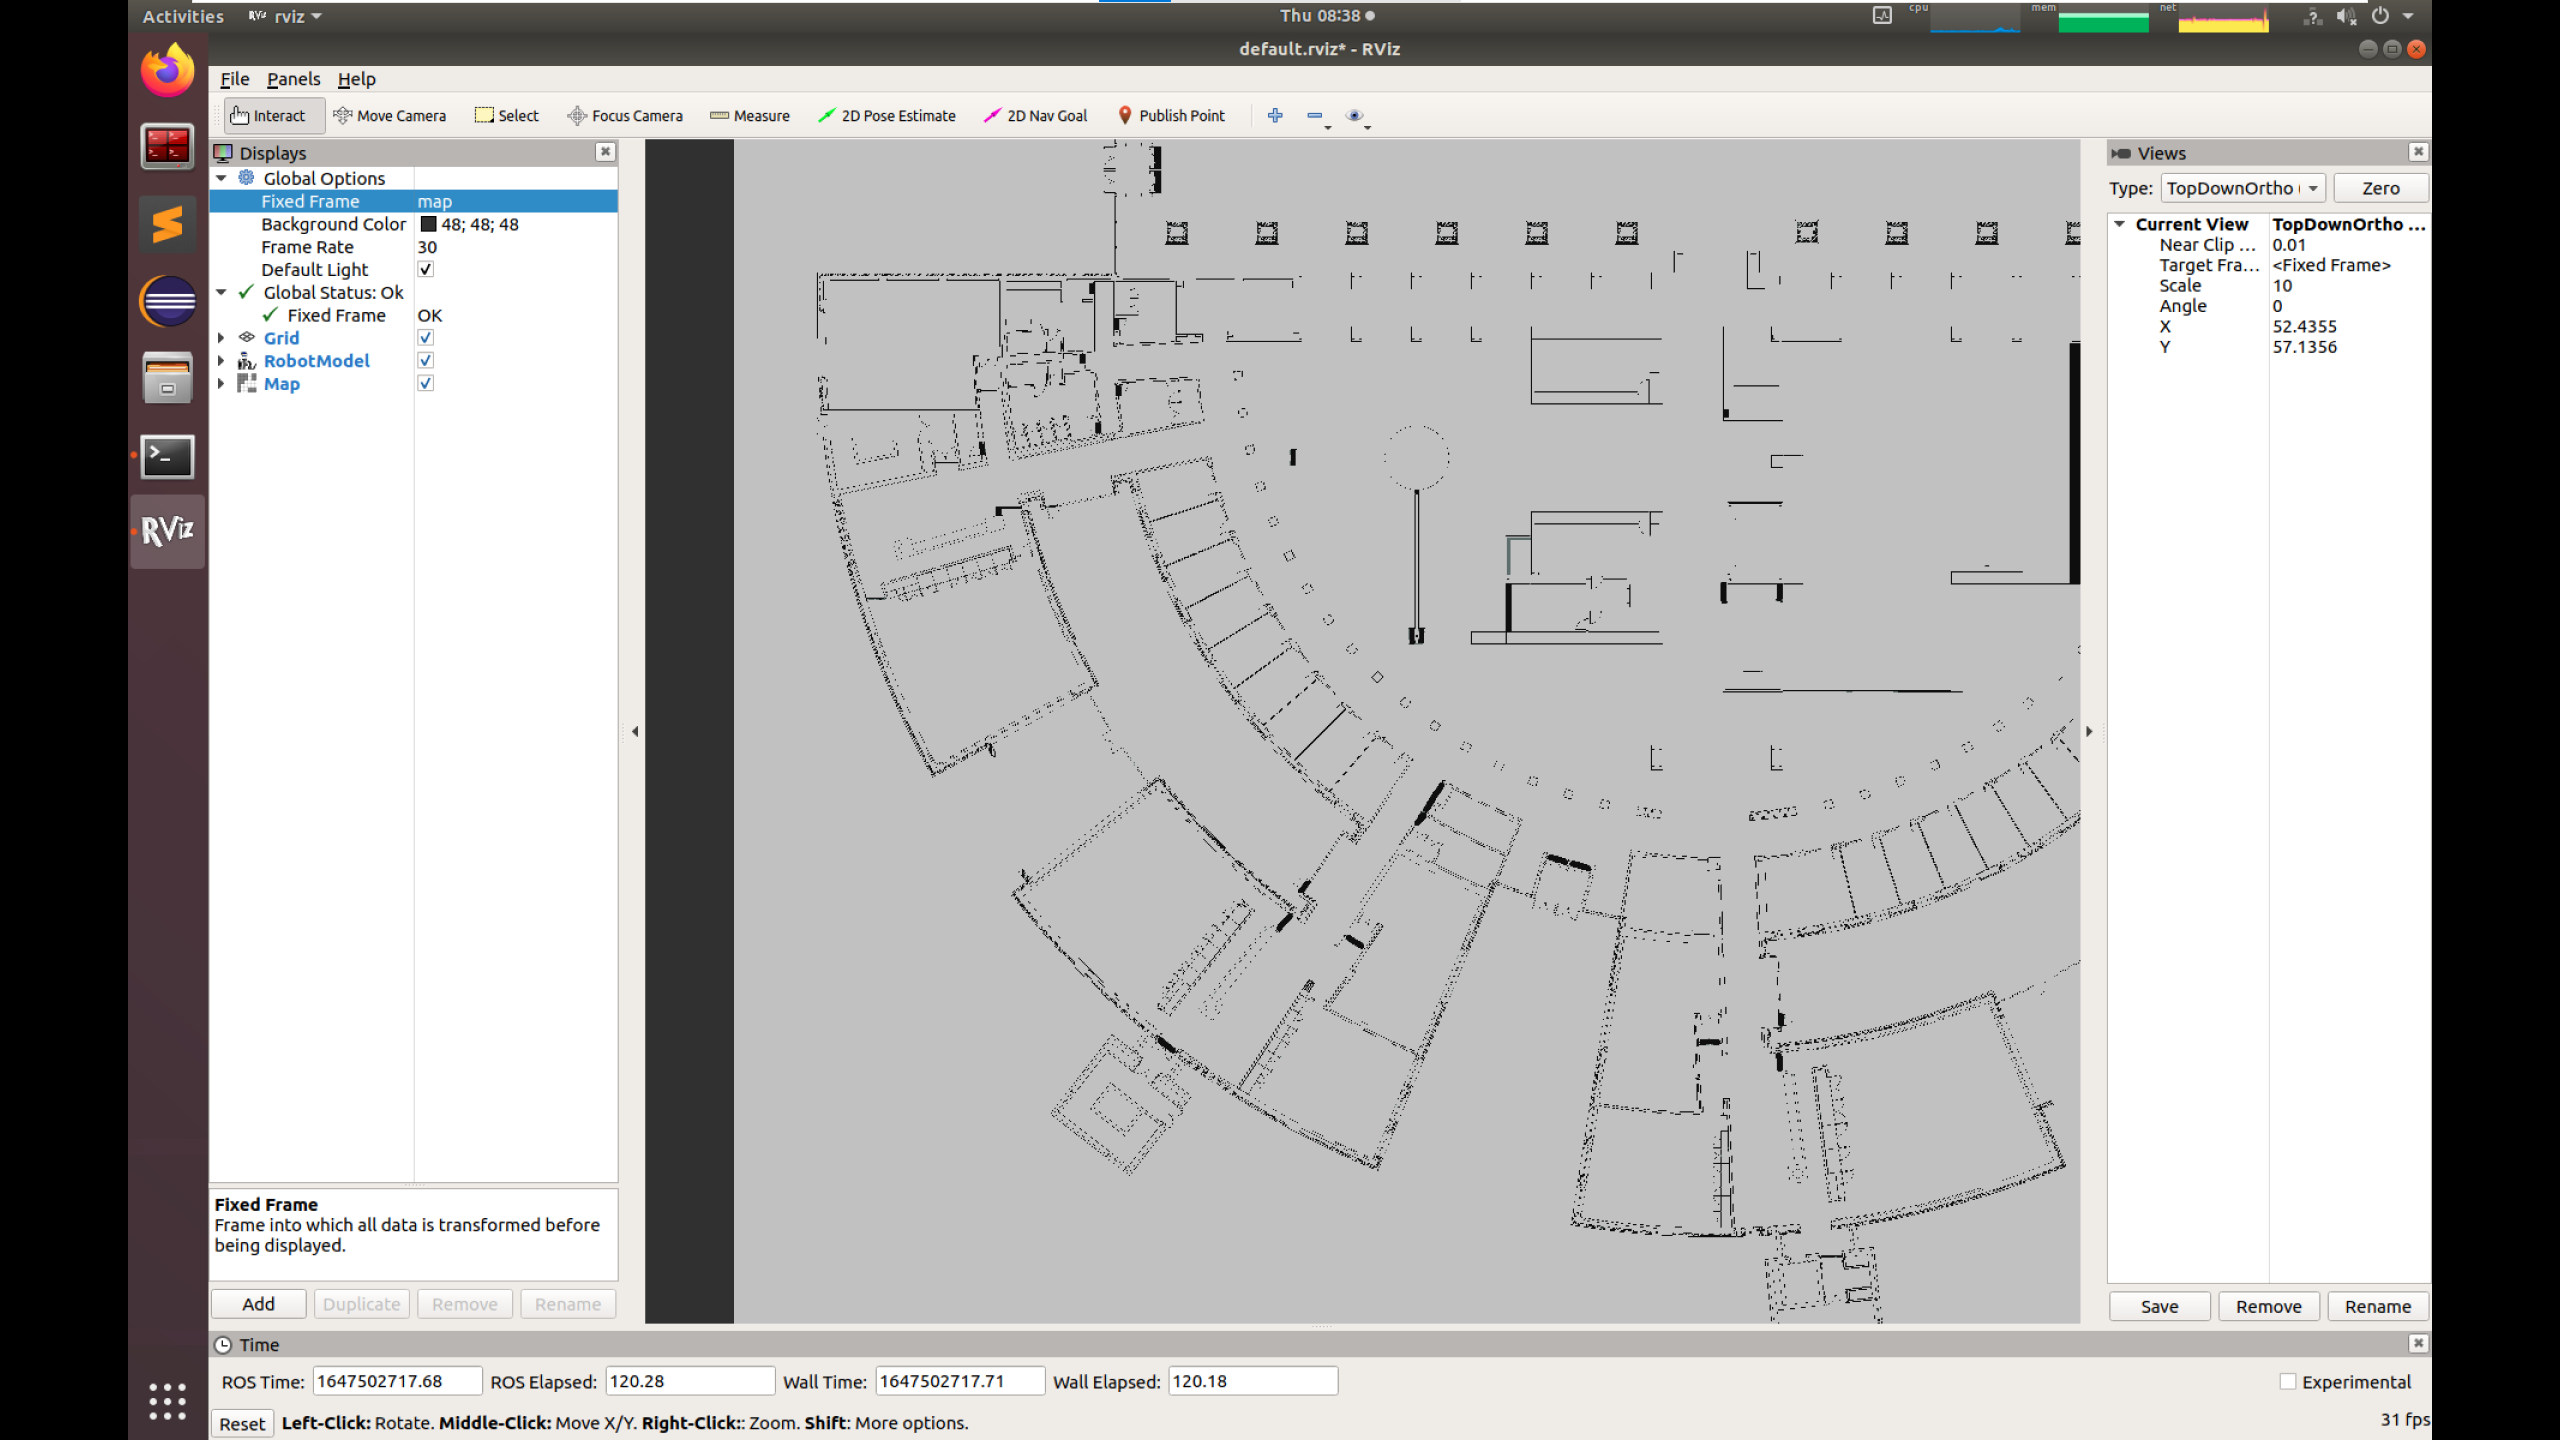 Activities RViz rviz Thu 08:38 cpu mem net
default.rviz* - RViz
File Panels Help
Interact Move Camera Select Focus Camera Measure 2D Pose Estimate 2D Nav Goal Publish Point
Displays
Global Options
Fixed Frame map
Background Color 48; 48; 48
Frame Rate 30
Default Light
Global Status: Ok
Fixed Frame OK
Grid
RobotModel
Map
RViz
Fixed Frame
Frame into which all data is transformed before
being displayed.
Add Duplicate Remove Rename
Views
Type: TopDownOrtho ( Zero
Current View TopDownOrtho ...
Near Clip ... 0.01
Target Fra... <Fixed Frame>
Scale 10
Angle 0
X 52.4355
Y 57.1356
Save Remove Rename
Time
ROS Time: 1647502717.68 ROS Elapsed: 120.28 Wall Time: 1647502717.71 Wall Elapsed: 120.18 Experimental
Reset Left-Click: Rotate. Middle-Click: Move X/Y. Right-Click:: Zoom. Shift: More options. 31 fps